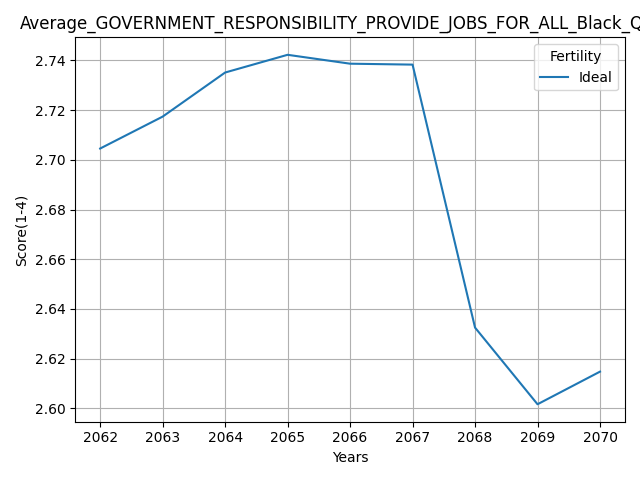 Average_GOVERNMENT_RESPONSIBILITY_PROVIDE_JOBS_FOR_ALL_Black_Q
Fertility
Ideal
Score(1-4)
2.74
2.72
2.70
2.68
2.66
2.64
2.62
2.60
2062 2063 2064 2065 2066 2067 2068 2069 2070
Years